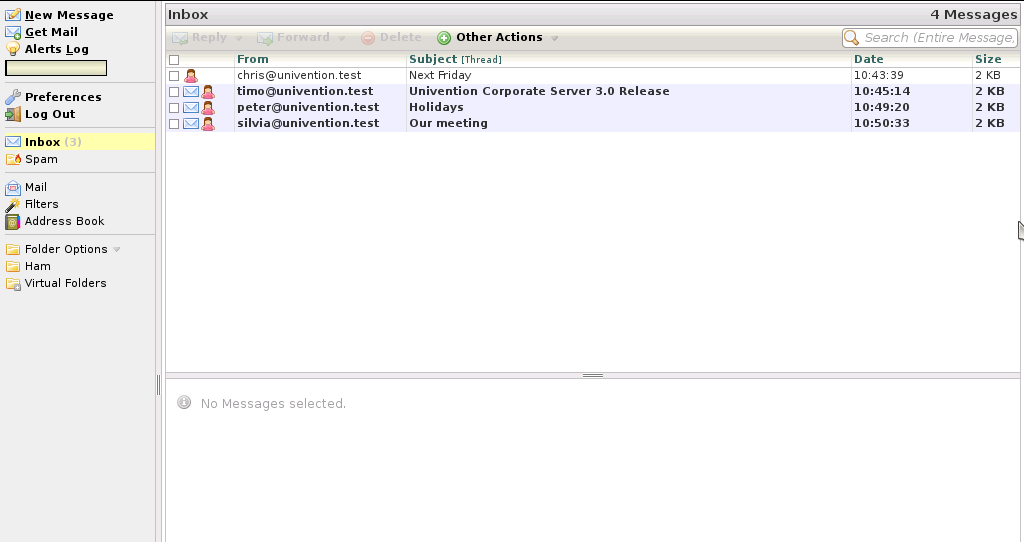 New Message
Get Mail
Alerts Log
Preferences
Log Out
Inbox (3)
Spam
Mail
Filters
Address Book
Folder Options
Ham
Virtual Folders
Inbox 4 Messages
Reply Forward Delete Other Actions Search (Entire Message,
From Subject [Thread] Date Size
chris@univention.test Next Friday 10:43:39 2 KB
timo@univention.test Univention Corporate Server 3.0 Release 10:45:14 2 KB
peter@univention.test Holidays 10:49:20 2 KB
silvia@univention.test Our meeting 10:50:33 2 KB
No Messages selected.